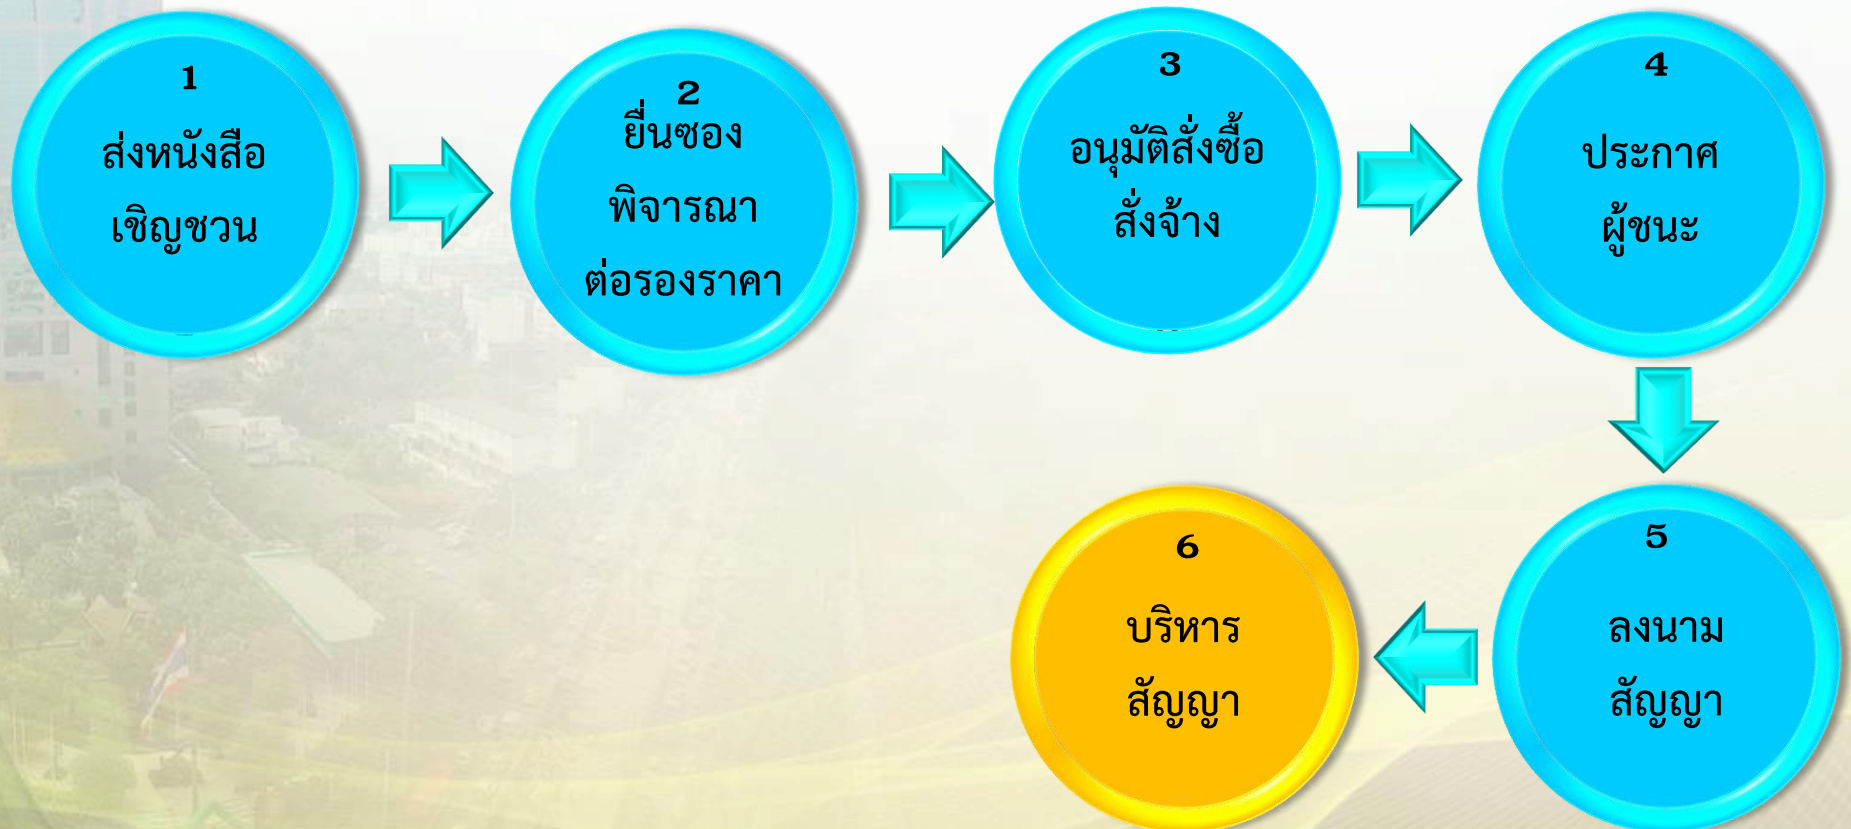 1
ส่งหนังสือ
เชิญชวน
2
ยื่นซอง
พิจารณา
ต่อรองราคา
3
อนุมัติสั่งซื้อ
สั่งจ้าง
4
ประกาศ
ผู้ชนะ
5
ลงนาม
สัญญา
6
บริหาร
สัญญา